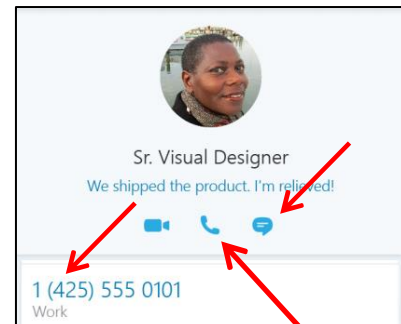 Sr. Visual Designer
We shipped the product. I'm relieved!
1 (425) 555 0101
Work